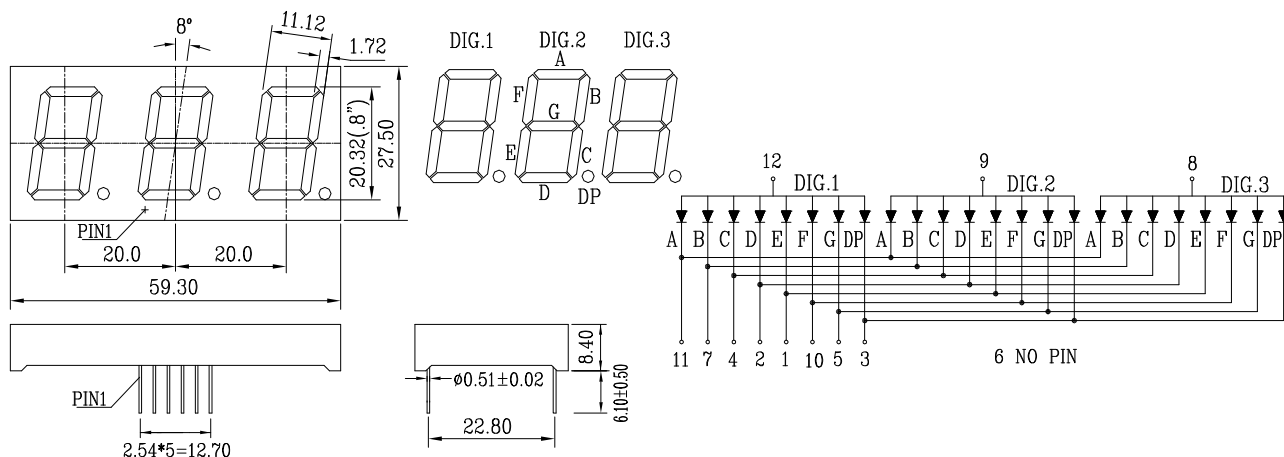 8°
11.12
1.72
20.32(.8")
27.50
PIN1
20.0
20.0
59.30
DIG.1
DIG.2
DIG.3
A
F
B
G
E
C
D
DP
12
9
8
DIG.1
DIG.2
DIG.3
A B C D E F G DP A B C D E F G DP A B C D E F G DP
11 7 4 2 1 10 5 3
6 NO PIN
PIN1
2.54*5=12.70
ø0.51±0.02
22.80
8.40
6.10±0.50